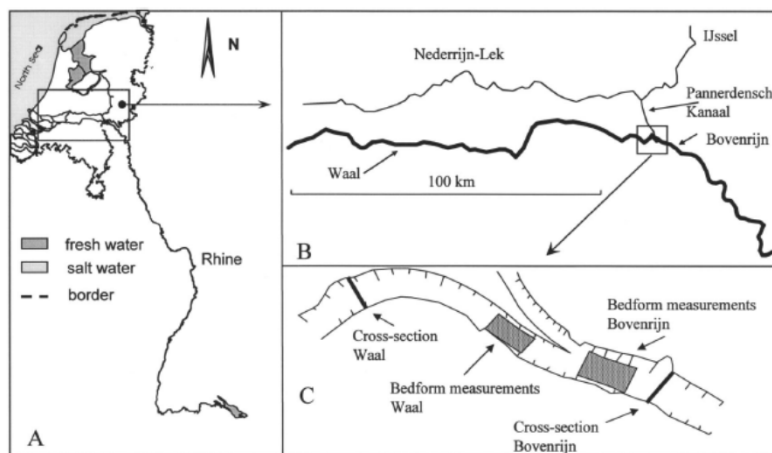 North sea
N
fresh water
salt water
border
Rhine
A
Nederrijn-Lek
IJssel
Pannerdensch
Kanaal
Bovenrijn
Waal
100 km
B
Cross-section
Waal
Bedform measurements
Waal
Bedform measurements
Bovenrijn
Cross-section
Bovenrijn
C